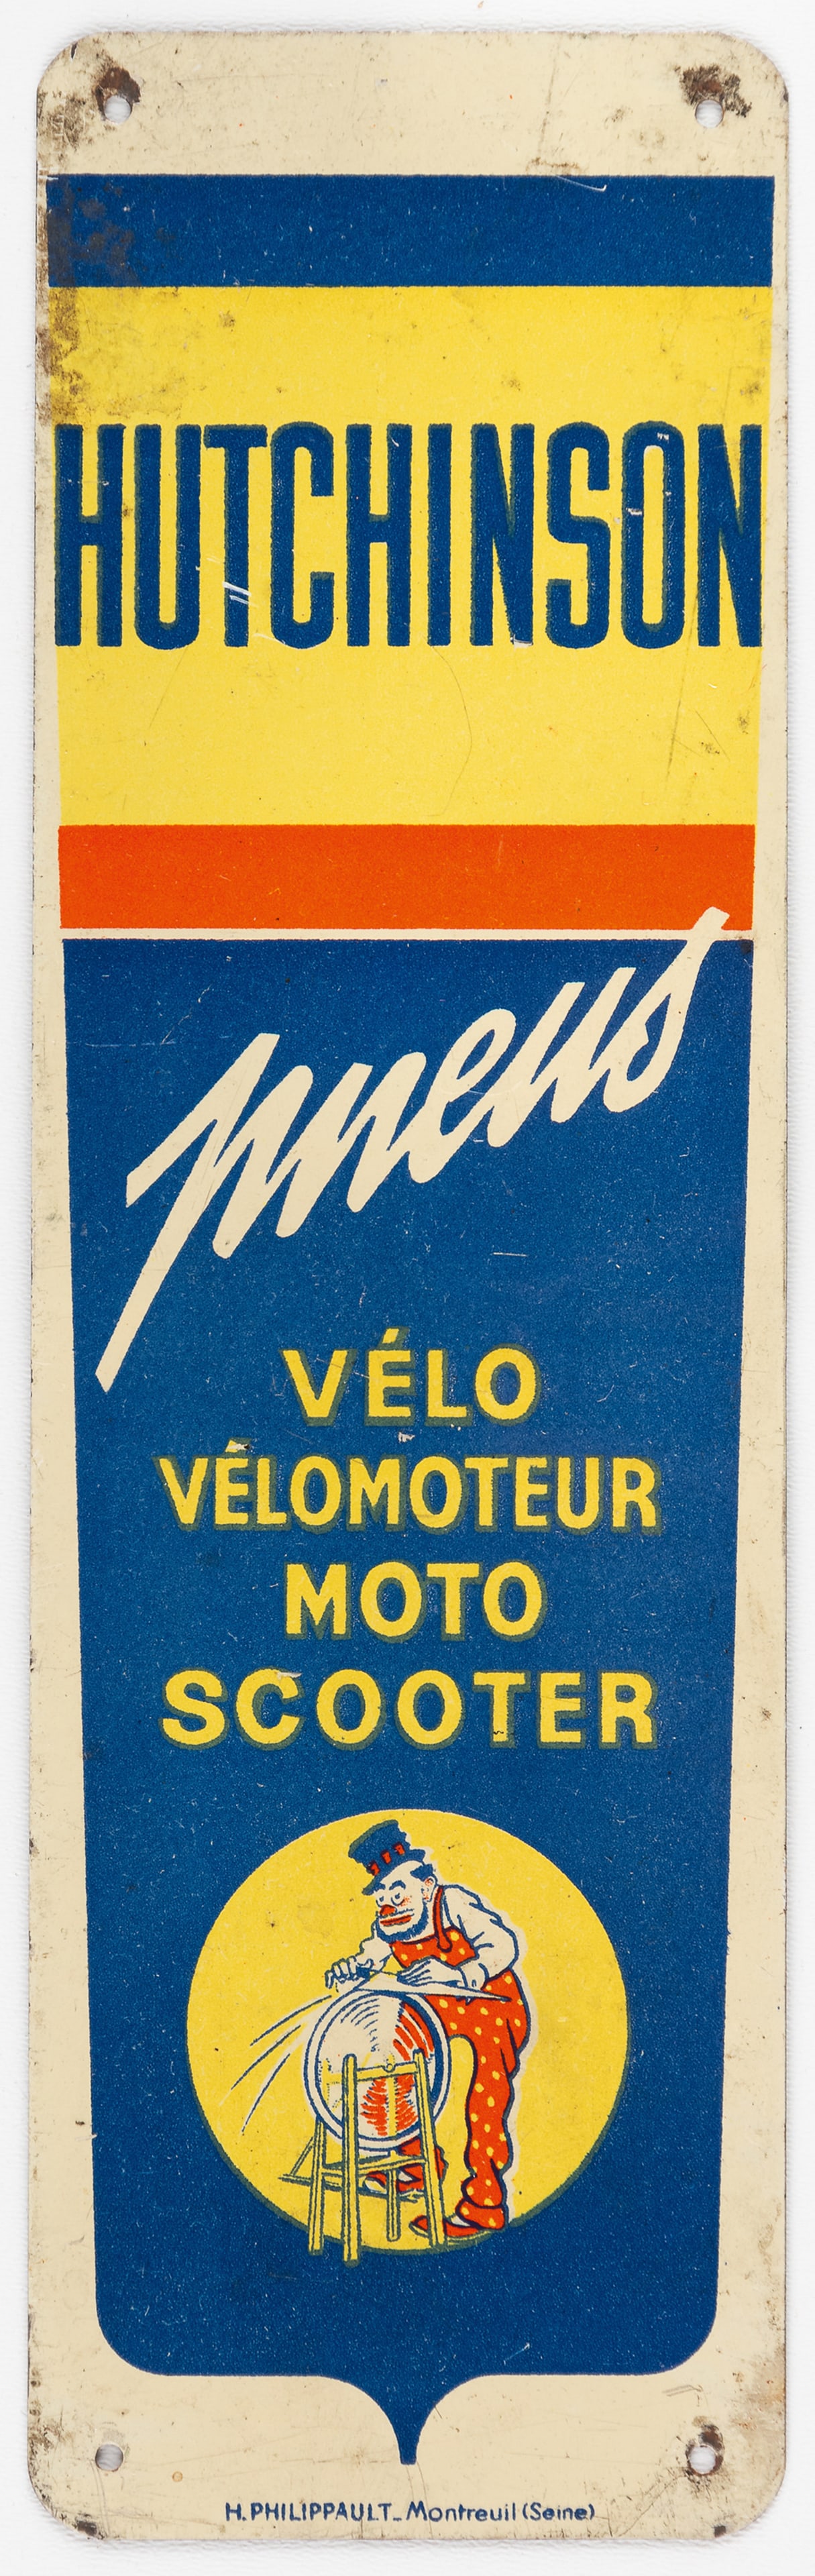 HUTCHINSON
pneus
VÉLO
VÉLOMOTEUR
MOTO
SCOOTER
H. PHILIPPAULT_Montreuil (Seine)